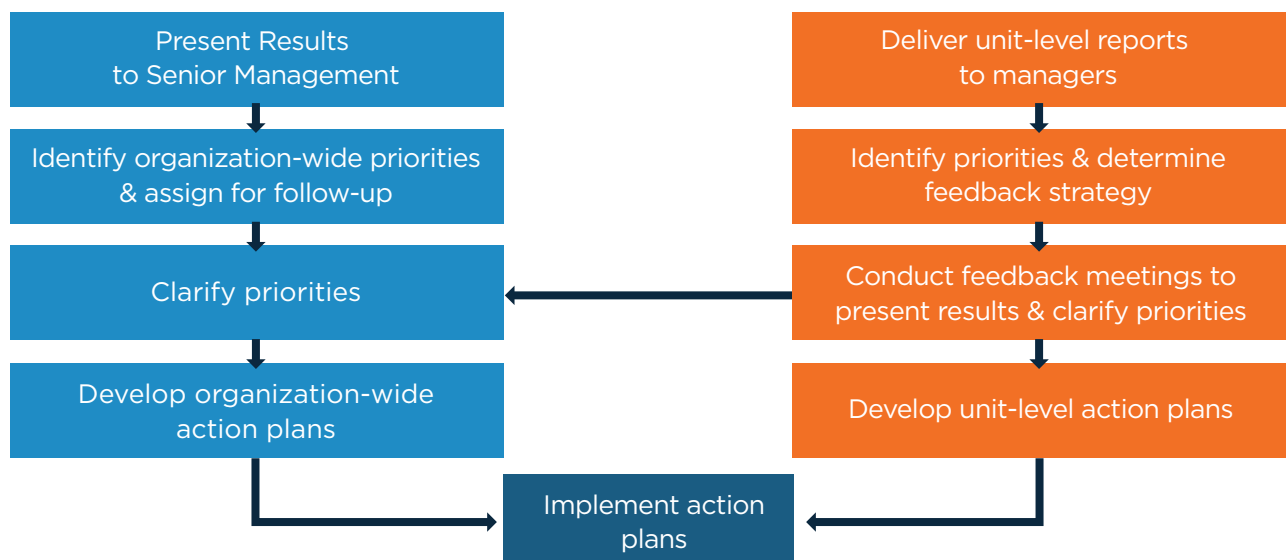 Present Results
to Senior Management
Identify organization-wide priorities
& assign for follow-up
Clarify priorities
Develop organization-wide
action plans
Deliver unit-level reports
to managers
Identify priorities & determine
feedback strategy
Conduct feedback meetings to
present results & clarify priorities
Develop unit-level action plans
Implement action
plans